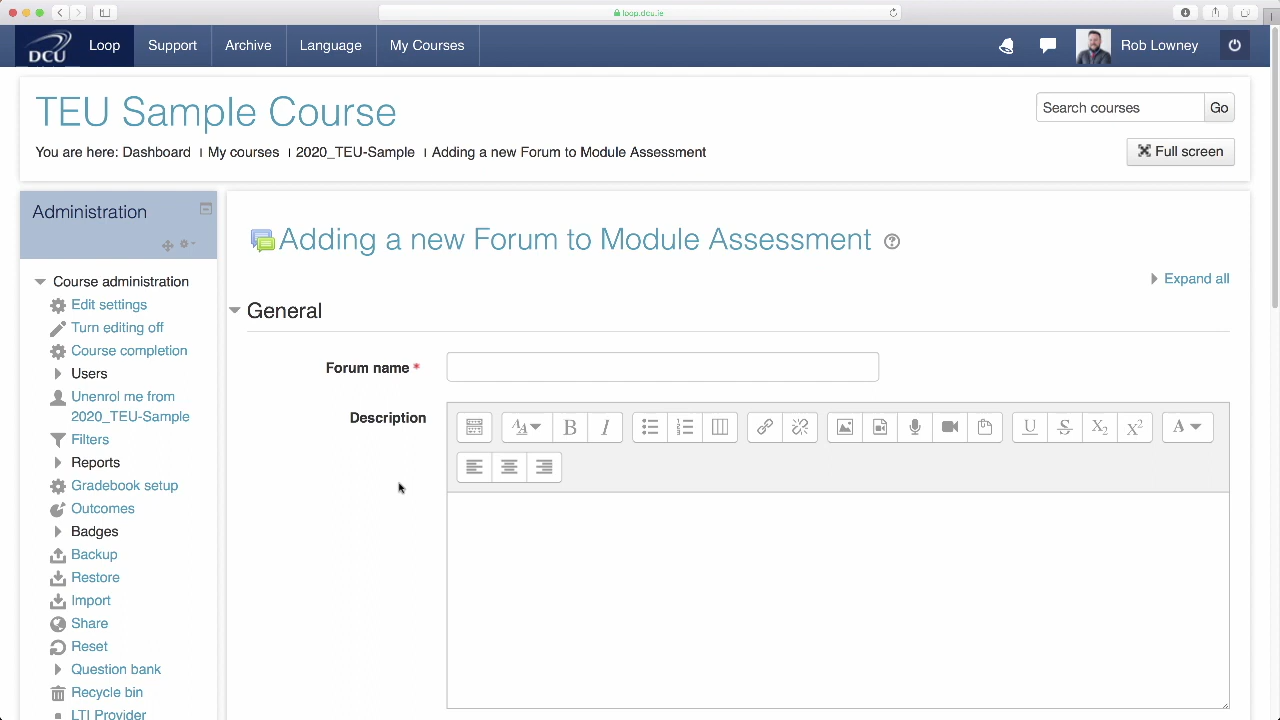 loop.dcu.ie
DCU Loop Support Archive Language My Courses Rob Lowney
TEU Sample Course
Search courses Go
You are here: Dashboard My courses 2020_TEU-Sample Adding a new Forum to Module Assessment
Full screen
Administration
Adding a new Forum to Module Assessment
Expand all
Course administration
Edit settings
Turn editing off
Course completion
Users
Unenrol me from
2020_TEU-Sample
Filters
Reports
Gradebook setup
Outcomes
Badges
Backup
Restore
Import
Share
Reset
Question bank
Recycle bin
LTI Provider
General
Forum name *
Description